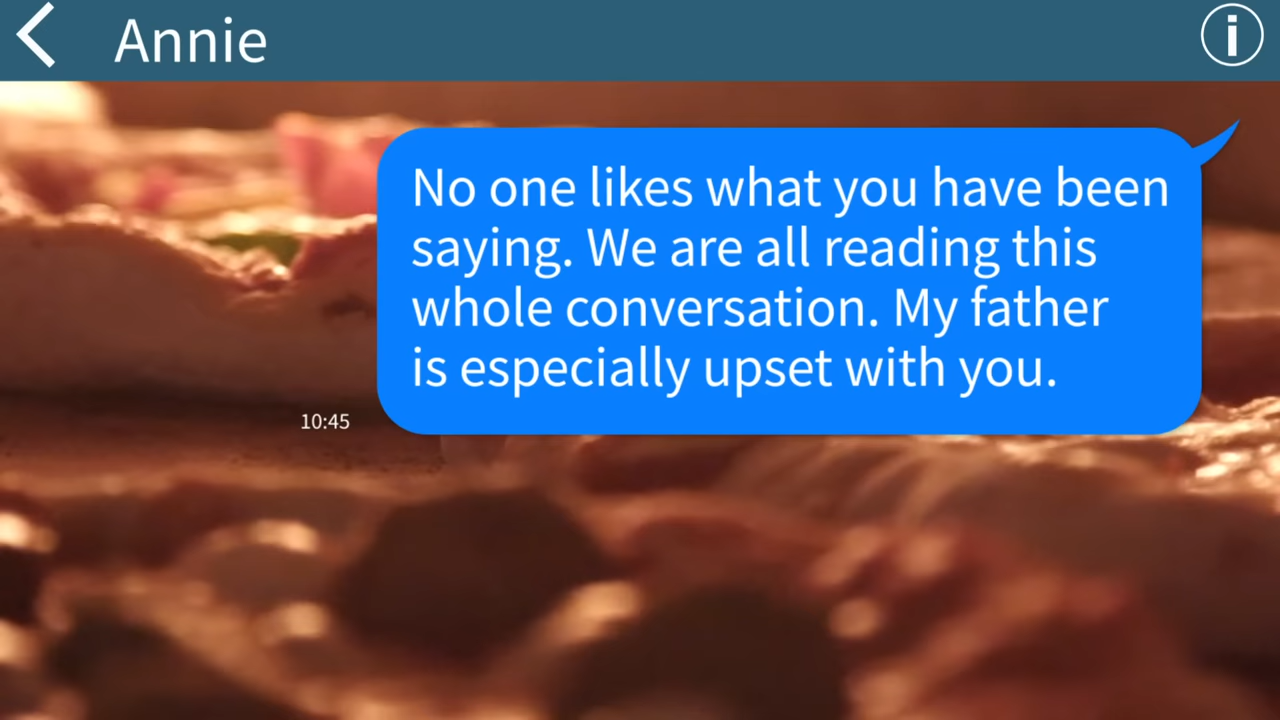 Annie
No one likes what you have been
saying. We are all reading this
whole conversation. My father
is especially upset with you.
10:45